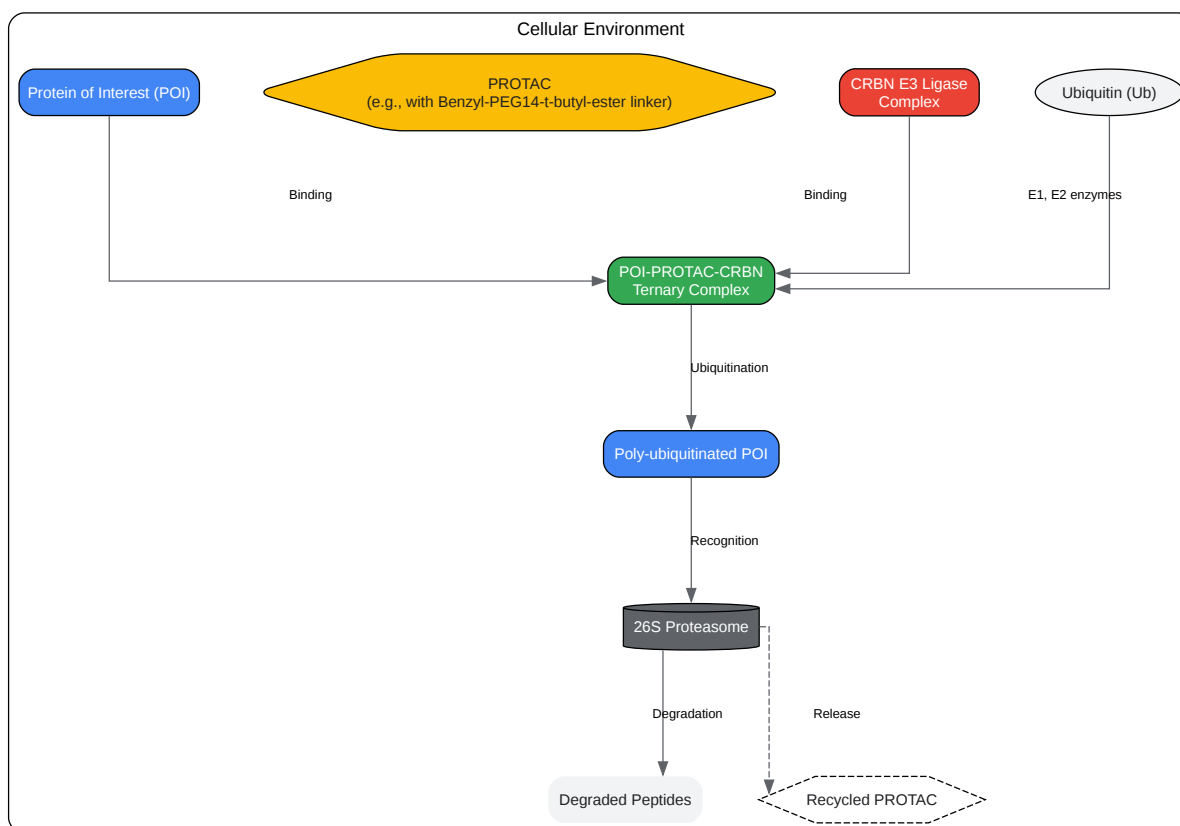 Cellular Environment
Protein of Interest (POI)
PROTAC
(e.g., with Benzyl-PEG14-t-butyl-ester linker)
CRBN E3 Ligase
Complex
Ubiquitin (Ub)
Binding
Binding
E1, E2 enzymes
POI-PROTAC-CRBN
Ternary Complex
Ubiquitination
Poly-ubiquitinated POI
Recognition
26S Proteasome
Degradation
Release
Degraded Peptides
Recycled PROTAC